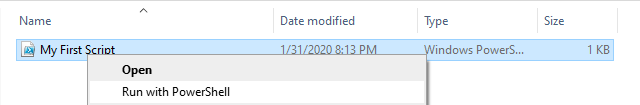 Name Date modified Type Size
My First Script 1/31/2020 8:13 PM Windows PowerS... 1 KB
Open
Run with PowerShell